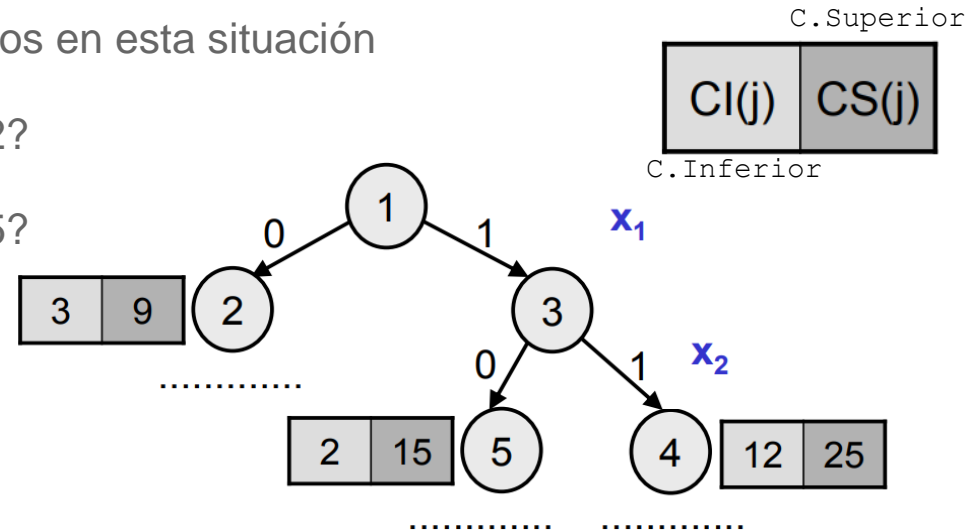 C.Superior
os en esta situación
CI(j) CS(j)
2?
C.Inferior
5?
1
x₁
0 1
3 9 2
3
x₂
0 1
.............
2 15 5
4 12 25
............. .............